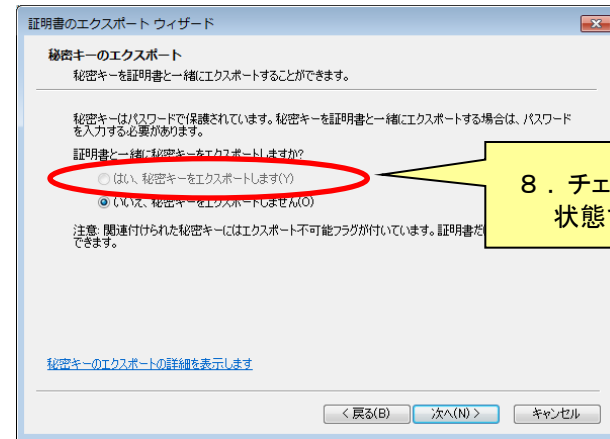 証明書のエクスポート ウィザード
秘密キーのエクスポート
秘密キーを証明書と一緒にエクスポートすることができます。
秘密キーはパスワードで保護されています。秘密キーを証明書と一緒にエクスポートする場合は、パスワード
を入力する必要があります。
証明書と一緒に秘密キーをエクスポートしますか?
はい、秘密キーをエクスポートします(Y)
いいえ、秘密キーをエクスポートしません(O)
注意: 関連付けられた秘密キーにはエクスポート不可能フラグが付いています。証明書だ
できます。
8．チェ
状態
秘密キーのエクスポートの詳細を表示します
< 戻る(B)
次へ(N) >
キャンセル